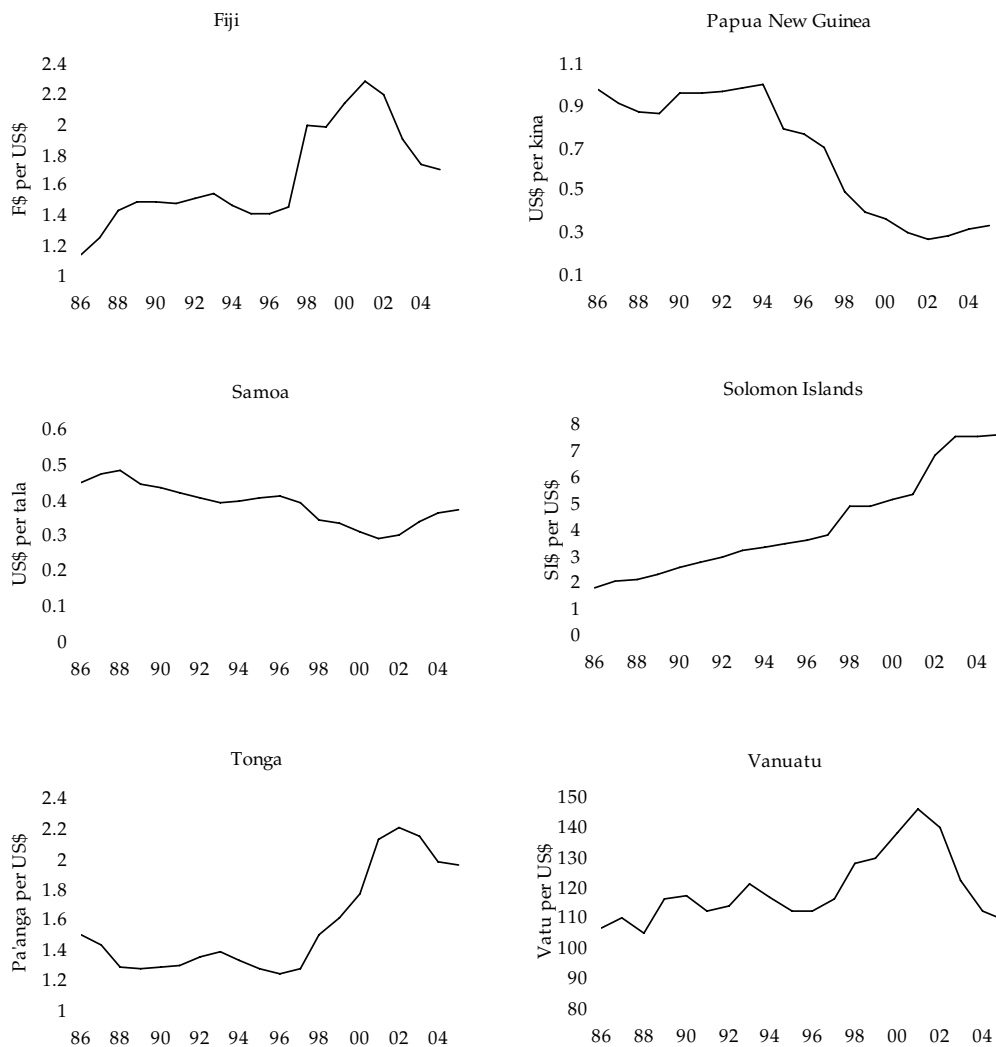 Fiji
F$ per US$
2.4
2.2
2
1.8
1.6
1.4
1.2
1
86 88 90 92 94 96 98 00 02 04
Papua New Guinea
US$ per kina
1.1
0.9
0.7
0.5
0.3
0.1
86 88 90 92 94 96 98 00 02 04
Samoa
US$ per tala
0.6
0.5
0.4
0.3
0.2
0.1
0
86 88 90 92 94 96 98 00 02 04
Solomon Islands
SI$ per US$
8
7
6
5
4
3
2
1
0
86 88 90 92 94 96 98 00 02 04
Tonga
Pa'anga per US$
2.4
2.2
2
1.8
1.6
1.4
1.2
1
86 88 90 92 94 96 98 00 02 04
Vanuatu
Vatu per US$
150
140
130
120
110
100
90
80
86 88 90 92 94 96 98 00 02 04